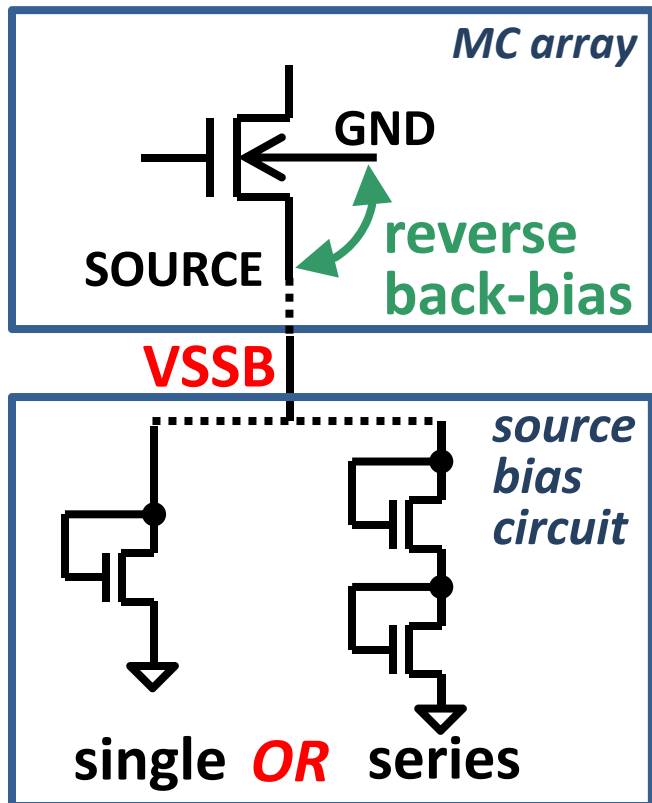 MC array
GND
SOURCE
reverse
back-bias
VSSB
source
bias
circuit
single OR series